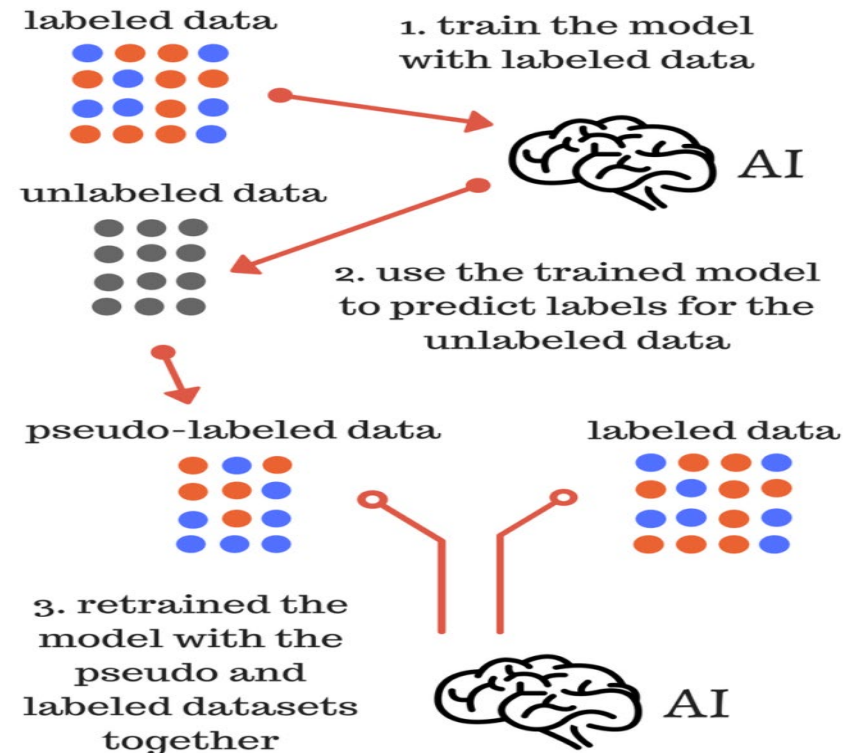 labeled data
1. train the model
with labeled data
AI
unlabeled data
2. use the trained model
to predict labels for the
unlabeled data
pseudo-labeled data
labeled data
3. retrained the
model with the
pseudo and
labeled datasets
together
AI